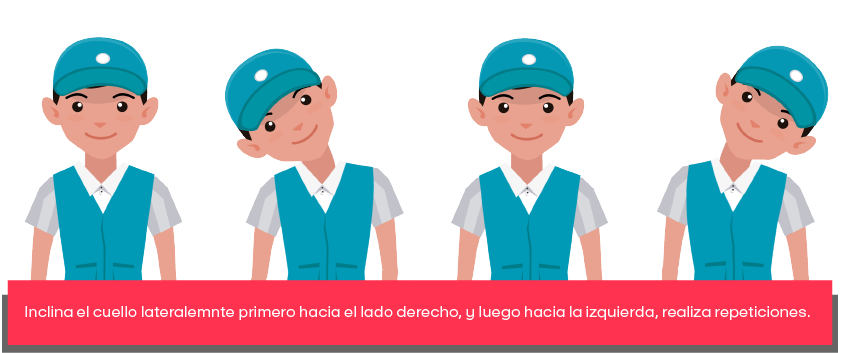 Inclina el cuello lateralemnte primero hacia el lado derecho, y luego hacia la izquierda, realiza repeticiones.